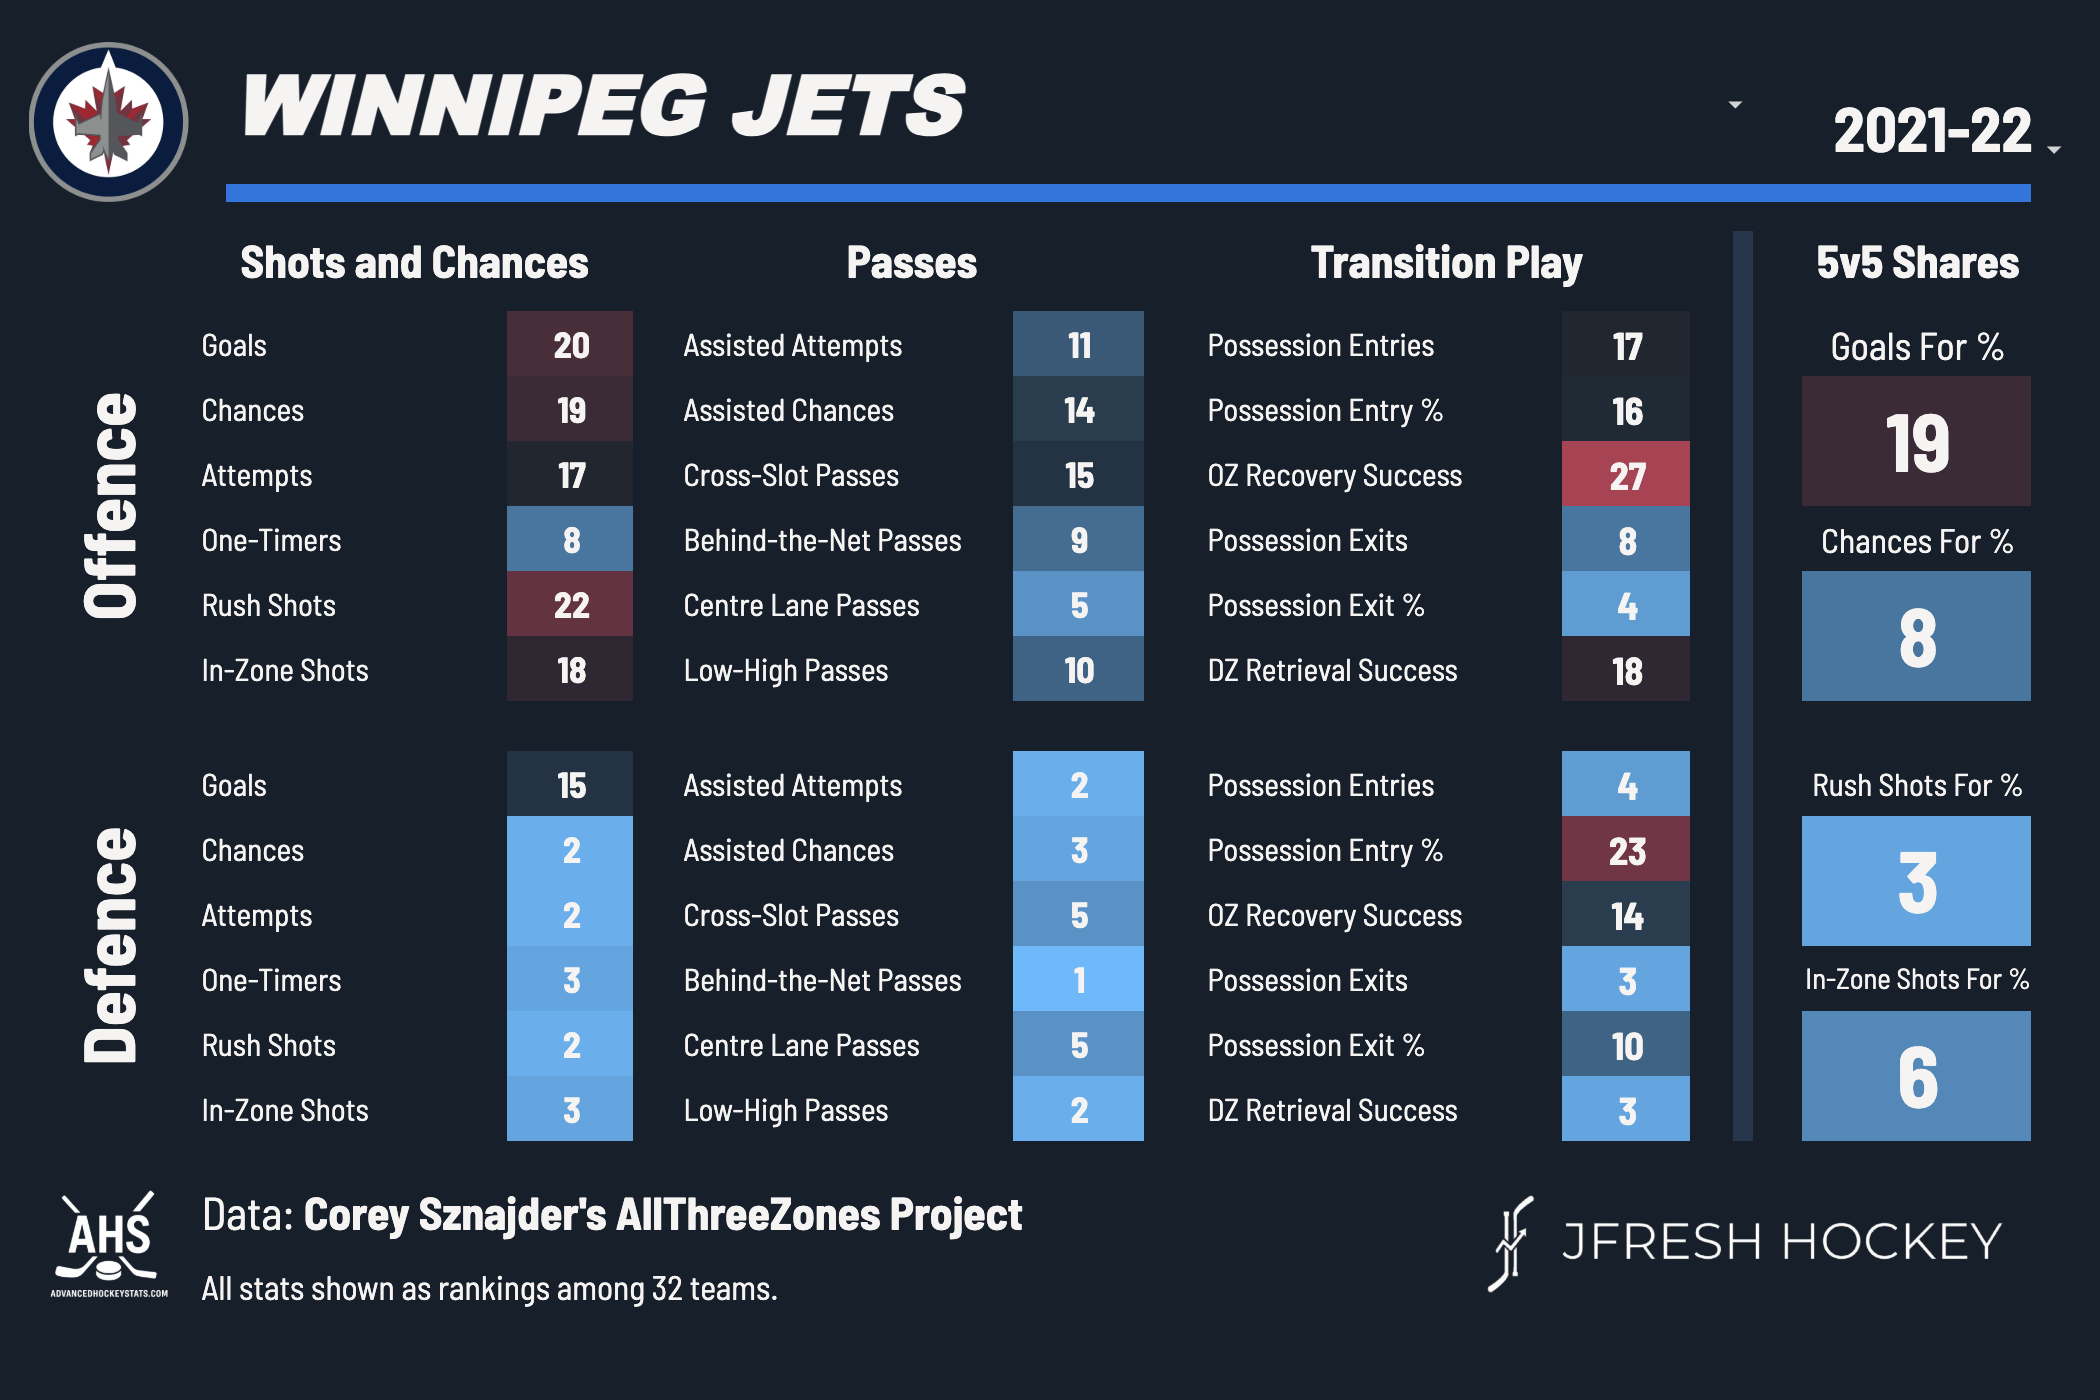 WINNIPEG JETS
2021-22
Shots and Chances Passes Transition Play 5v5 Shares
Offence
Goals 20 Assisted Attempts 11 Possession Entries 17 Goals For %
Chances 19 Assisted Chances 14 Possession Entry % 16 19
Attempts 17 Cross-Slot Passes 15 OZ Recovery Success 27
One-Timers 8 Behind-the-Net Passes 9 Possession Exits 8 Chances For %
Rush Shots 22 Centre Lane Passes 5 Possession Exit % 4 8
In-Zone Shots 18 Low-High Passes 10 DZ Retrieval Success 18
Defence
Goals 15 Assisted Attempts 2 Possession Entries 4 Rush Shots For %
Chances 2 Assisted Chances 3 Possession Entry % 23 3
Attempts 2 Cross-Slot Passes 5 OZ Recovery Success 14
One-Timers 3 Behind-the-Net Passes 1 Possession Exits 3 In-Zone Shots For %
Rush Shots 2 Centre Lane Passes 5 Possession Exit % 10 6
In-Zone Shots 3 Low-High Passes 2 DZ Retrieval Success 3
AHS
ADVANCEDHOCKEYSTATS.COM
Data: Corey Sznajder's AllThreeZones Project
All stats shown as rankings among 32 teams.
JFRESH HOCKEY